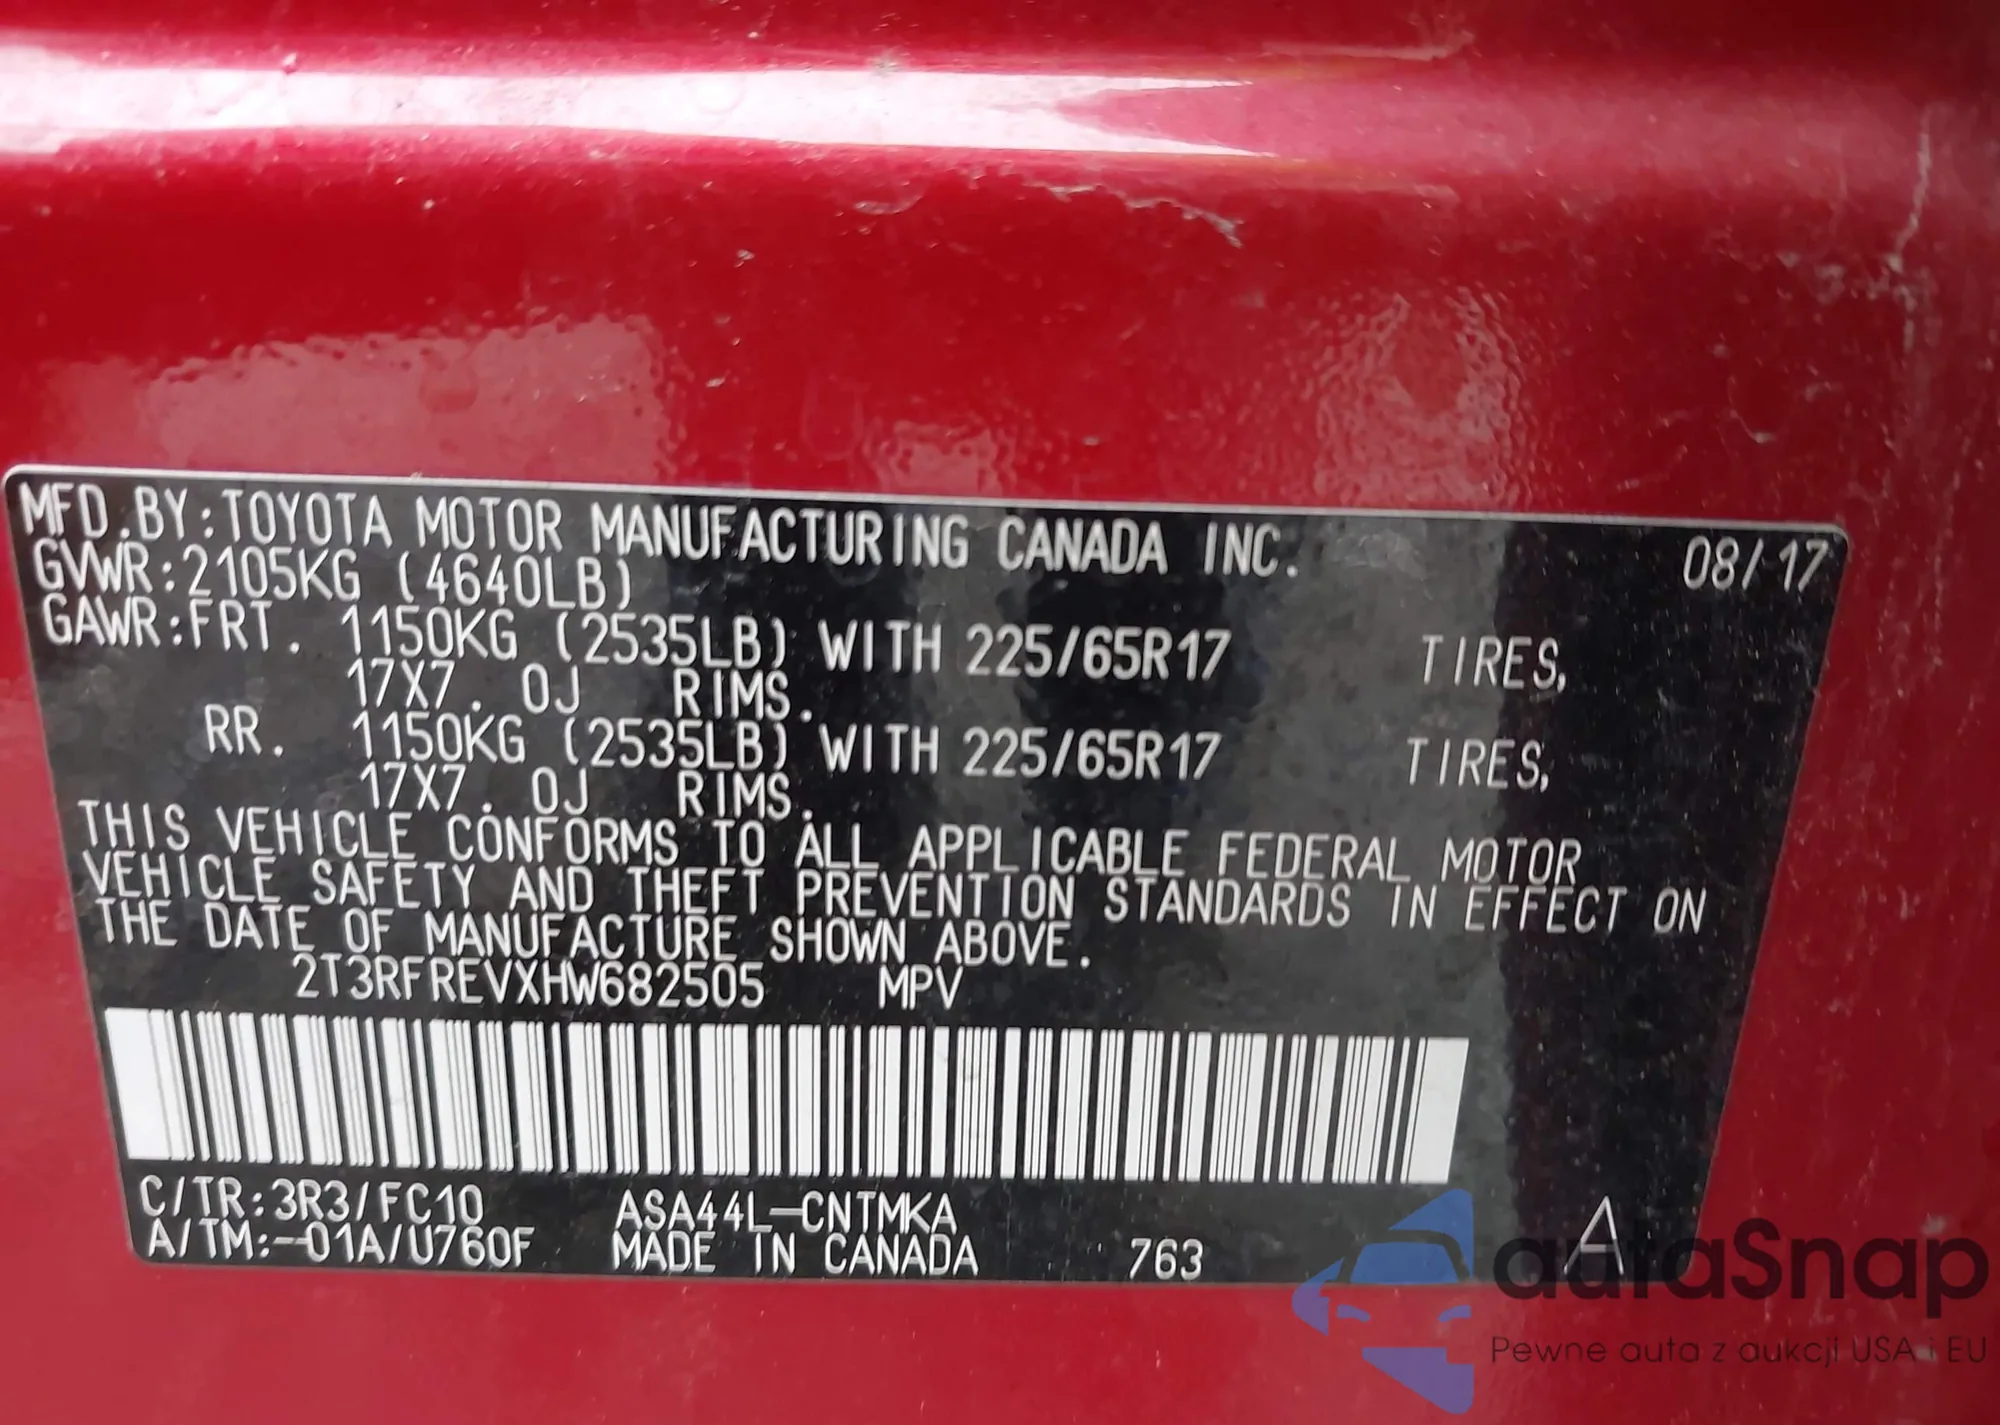 MFD.BY:TOYOTA MOTOR MANUFACTURING CANADA INC. 08/17
GVWR:2105KG (4640LB)
GAWR:FRT. 1150KG (2535LB) WITH 225/65R17 TIRES,
17X7.0J RIMS.
RR. 1150KG (2535LB) WITH 225/65R17 TIRES,
17X7.0J RIMS.
THIS VEHICLE CONFORMS TO ALL APPLICABLE FEDERAL MOTOR
VEHICLE SAFETY AND THEFT PREVENTION STANDARDS IN EFFECT ON
THE DATE OF MANUFACTURE SHOWN ABOVE.
2T3RFREVXHW682505 MPV
C/TR:3R3/FC10 ASA44L-CNTMKA
A/TM:-01A/U760F MADE IN CANADA 763 A
autaSnap
Pewne auta z aukcji USA i EU